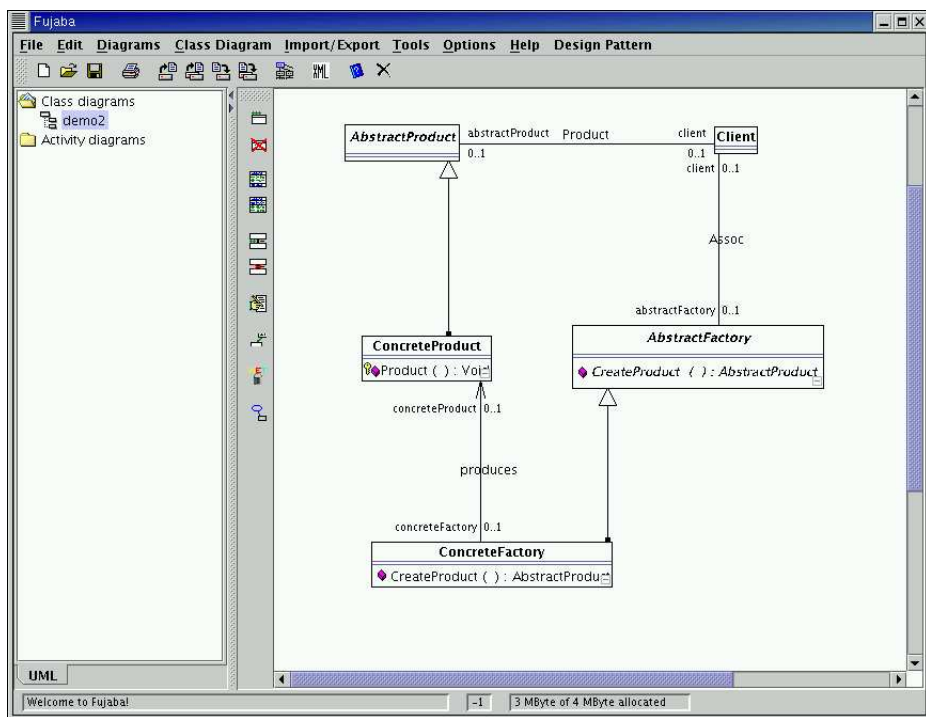 Fujaba
File Edit Diagrams Class Diagram Import/Export Tools Options Help Design Pattern
XML
Class diagrams
demo2
Activity diagrams
AbstractProduct
abstractProduct
Product
client
Client
0..1
0..1
client 0..1
Assoc
abstractFactory 0..1
AbstractFactory
CreateProduct ( ) : AbstractProduct
ConcreteProduct
Product ( ) : Void
concreteProduct 0..1
produces
concreteFactory 0..1
ConcreteFactory
CreateProduct ( ) : AbstractProduct
UML
Welcome to Fujaba!
-1
3 MByte of 4 MByte allocated